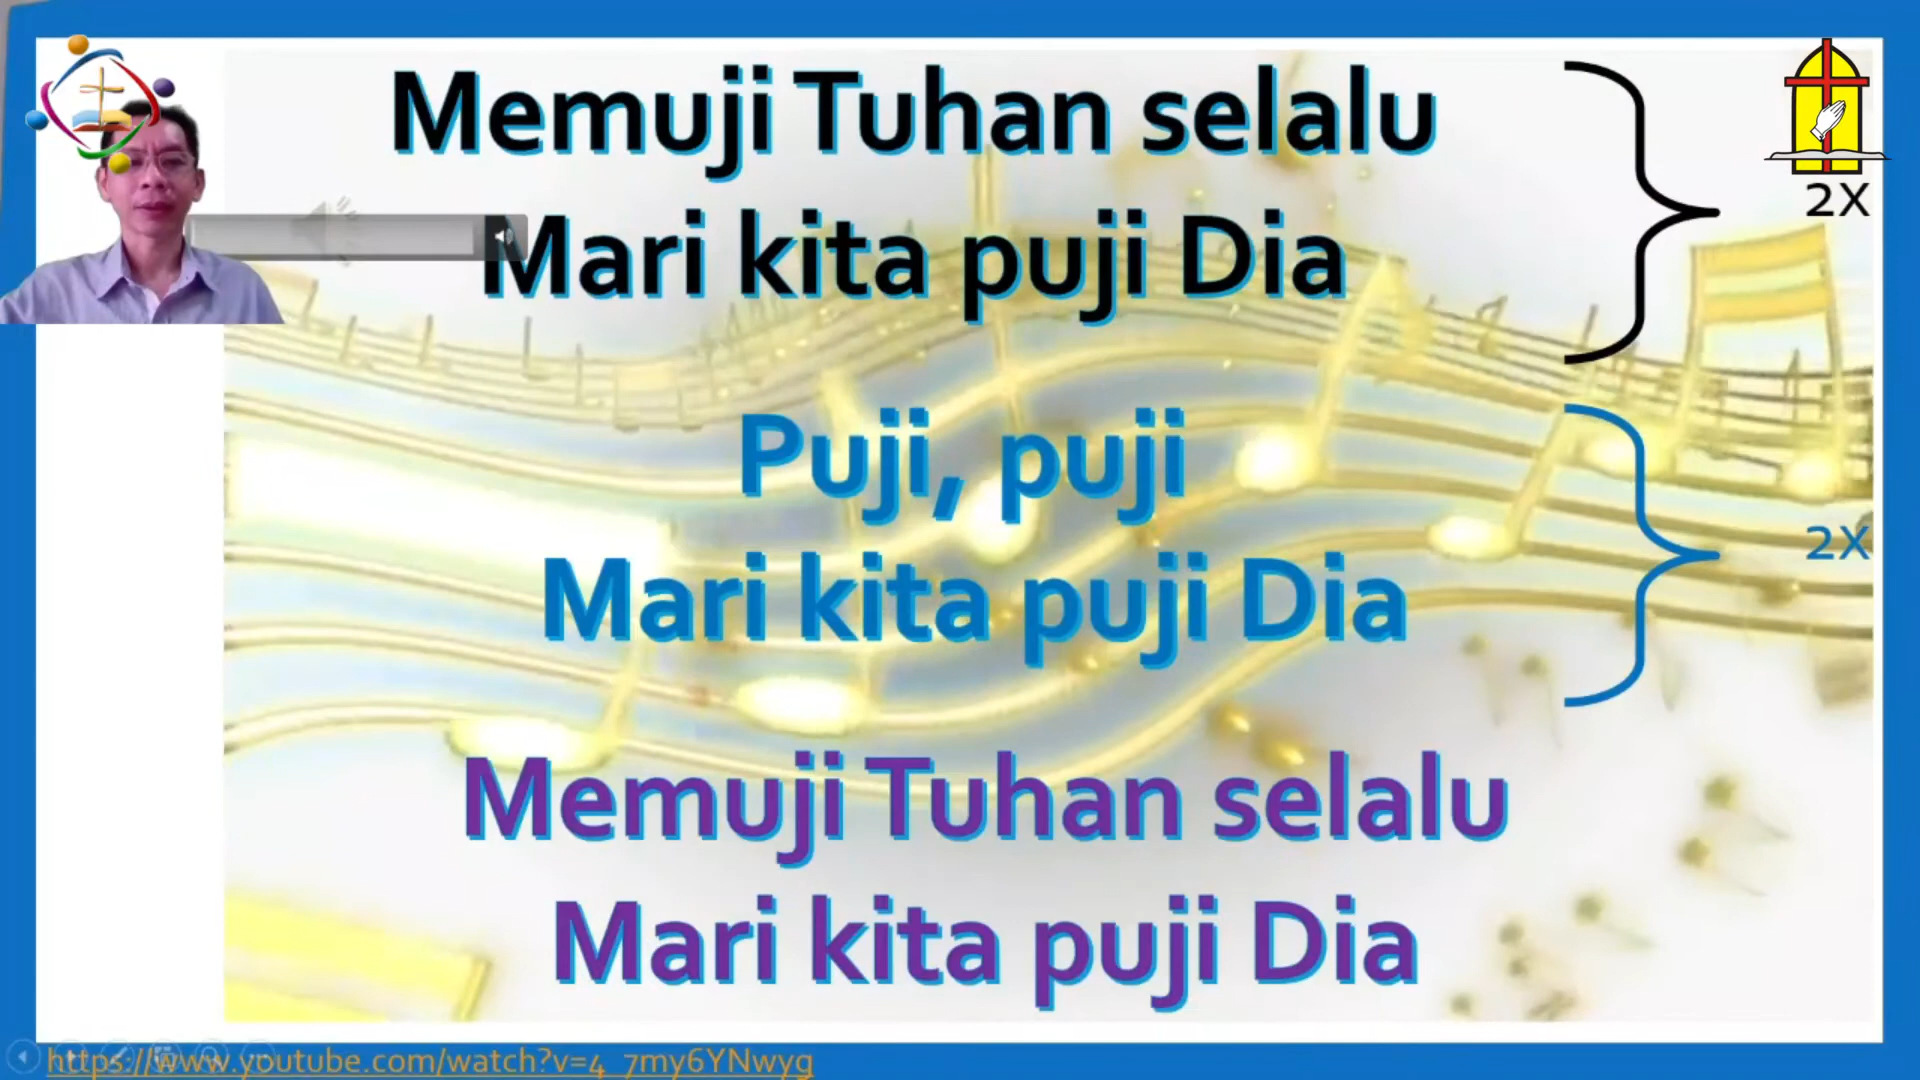 Memuji Tuhan selalu
Mari kita puji Dia
2X
Puji, puji
Mari kita puji Dia
2X
Memuji Tuhan selalu
Mari kita puji Dia
https://www.youtube.com/watch?v=4_7my6YNwyg